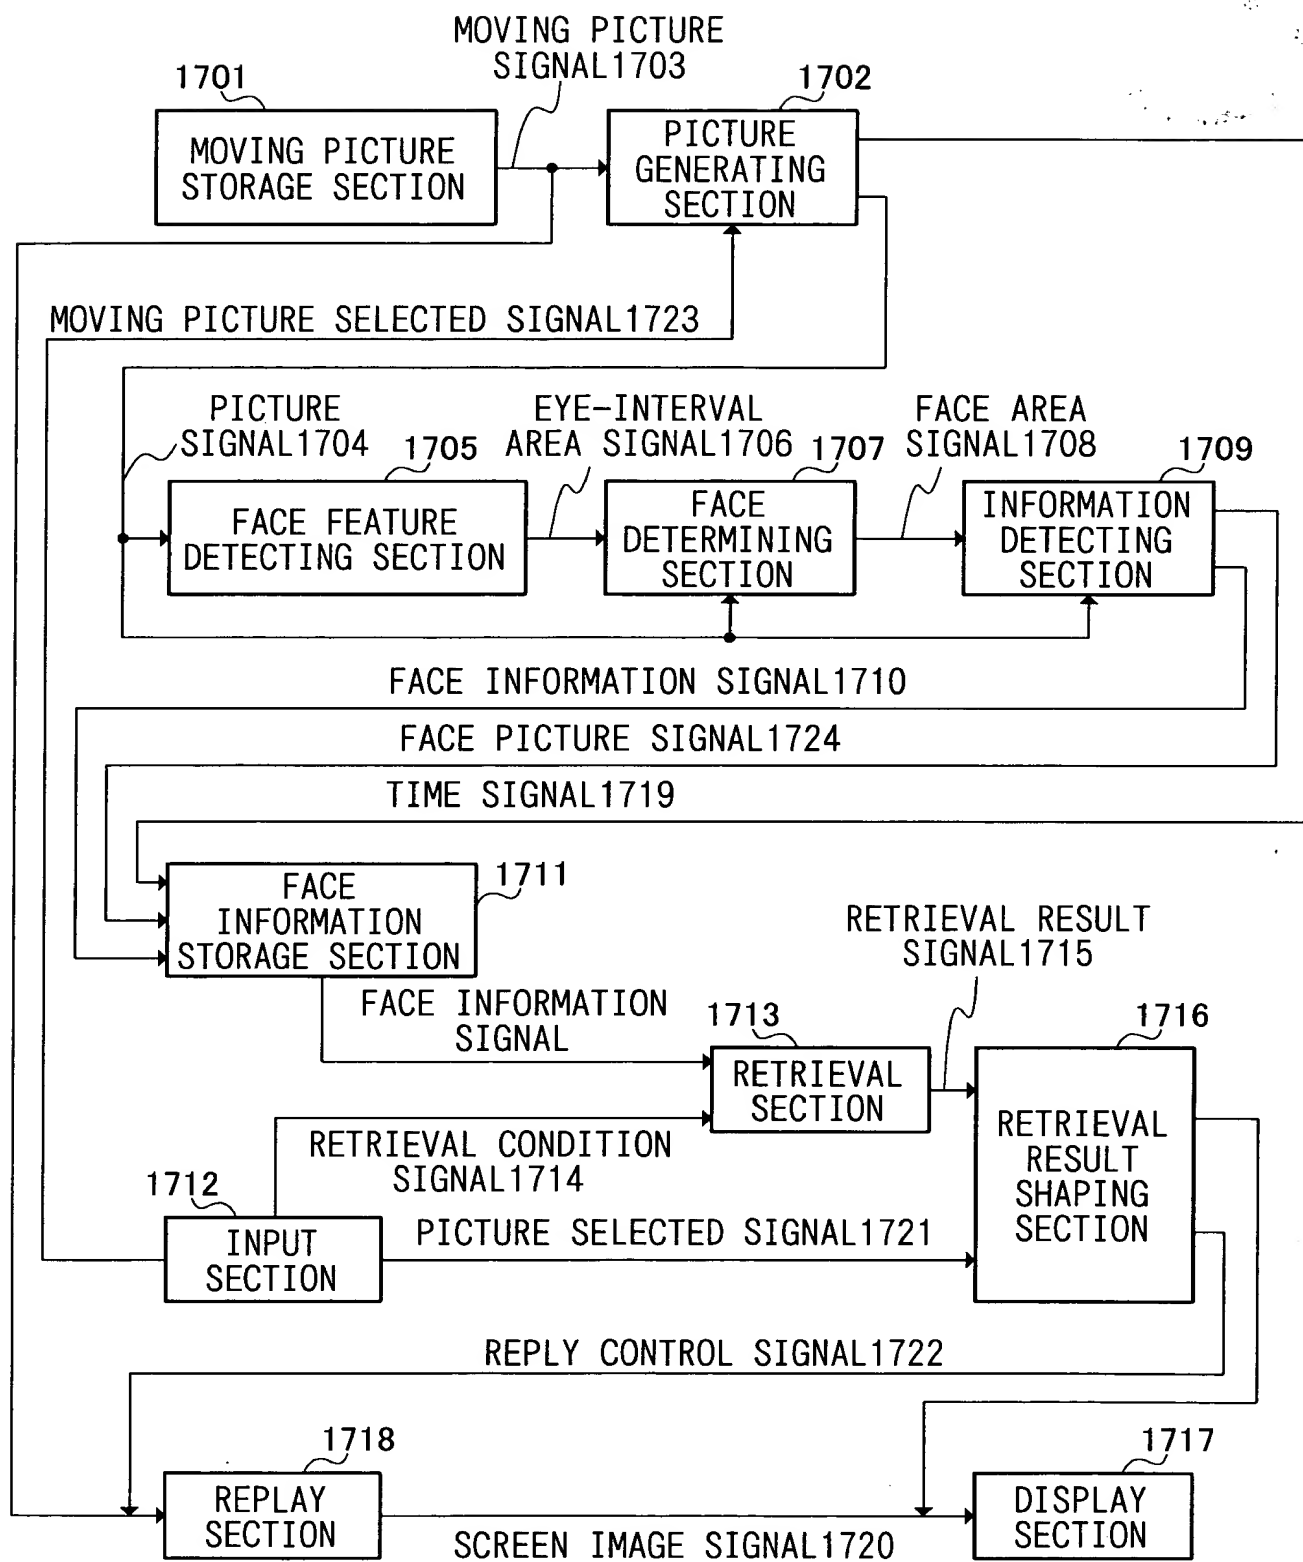 MOVING PICTURE
SIGNAL1703
1701
1702
MOVING PICTURE
STORAGE SECTION
PICTURE
GENERATING
SECTION
MOVING PICTURE SELECTED SIGNAL1723
PICTURE
SIGNAL1704
1705
EYE-INTERVAL
AREA SIGNAL1706
1707
FACE AREA
SIGNAL1708
1709
FACE FEATURE
DETECTING SECTION
FACE
DETERMINING
SECTION
INFORMATION
DETECTING
SECTION
FACE INFORMATION SIGNAL1710
FACE PICTURE SIGNAL1724
TIME SIGNAL1719
1711
FACE
INFORMATION
STORAGE SECTION
RETRIEVAL RESULT
SIGNAL1715
FACE INFORMATION
SIGNAL
1713
1716
RETRIEVAL
SECTION
RETRIEVAL CONDITION
SIGNAL1714
RETRIEVAL
RESULT
SHAPING
SECTION
1712
INPUT
SECTION
PICTURE SELECTED SIGNAL1721
REPLY CONTROL SIGNAL1722
1718
1717
REPLAY
SECTION
DISPLAY
SECTION
SCREEN IMAGE SIGNAL1720